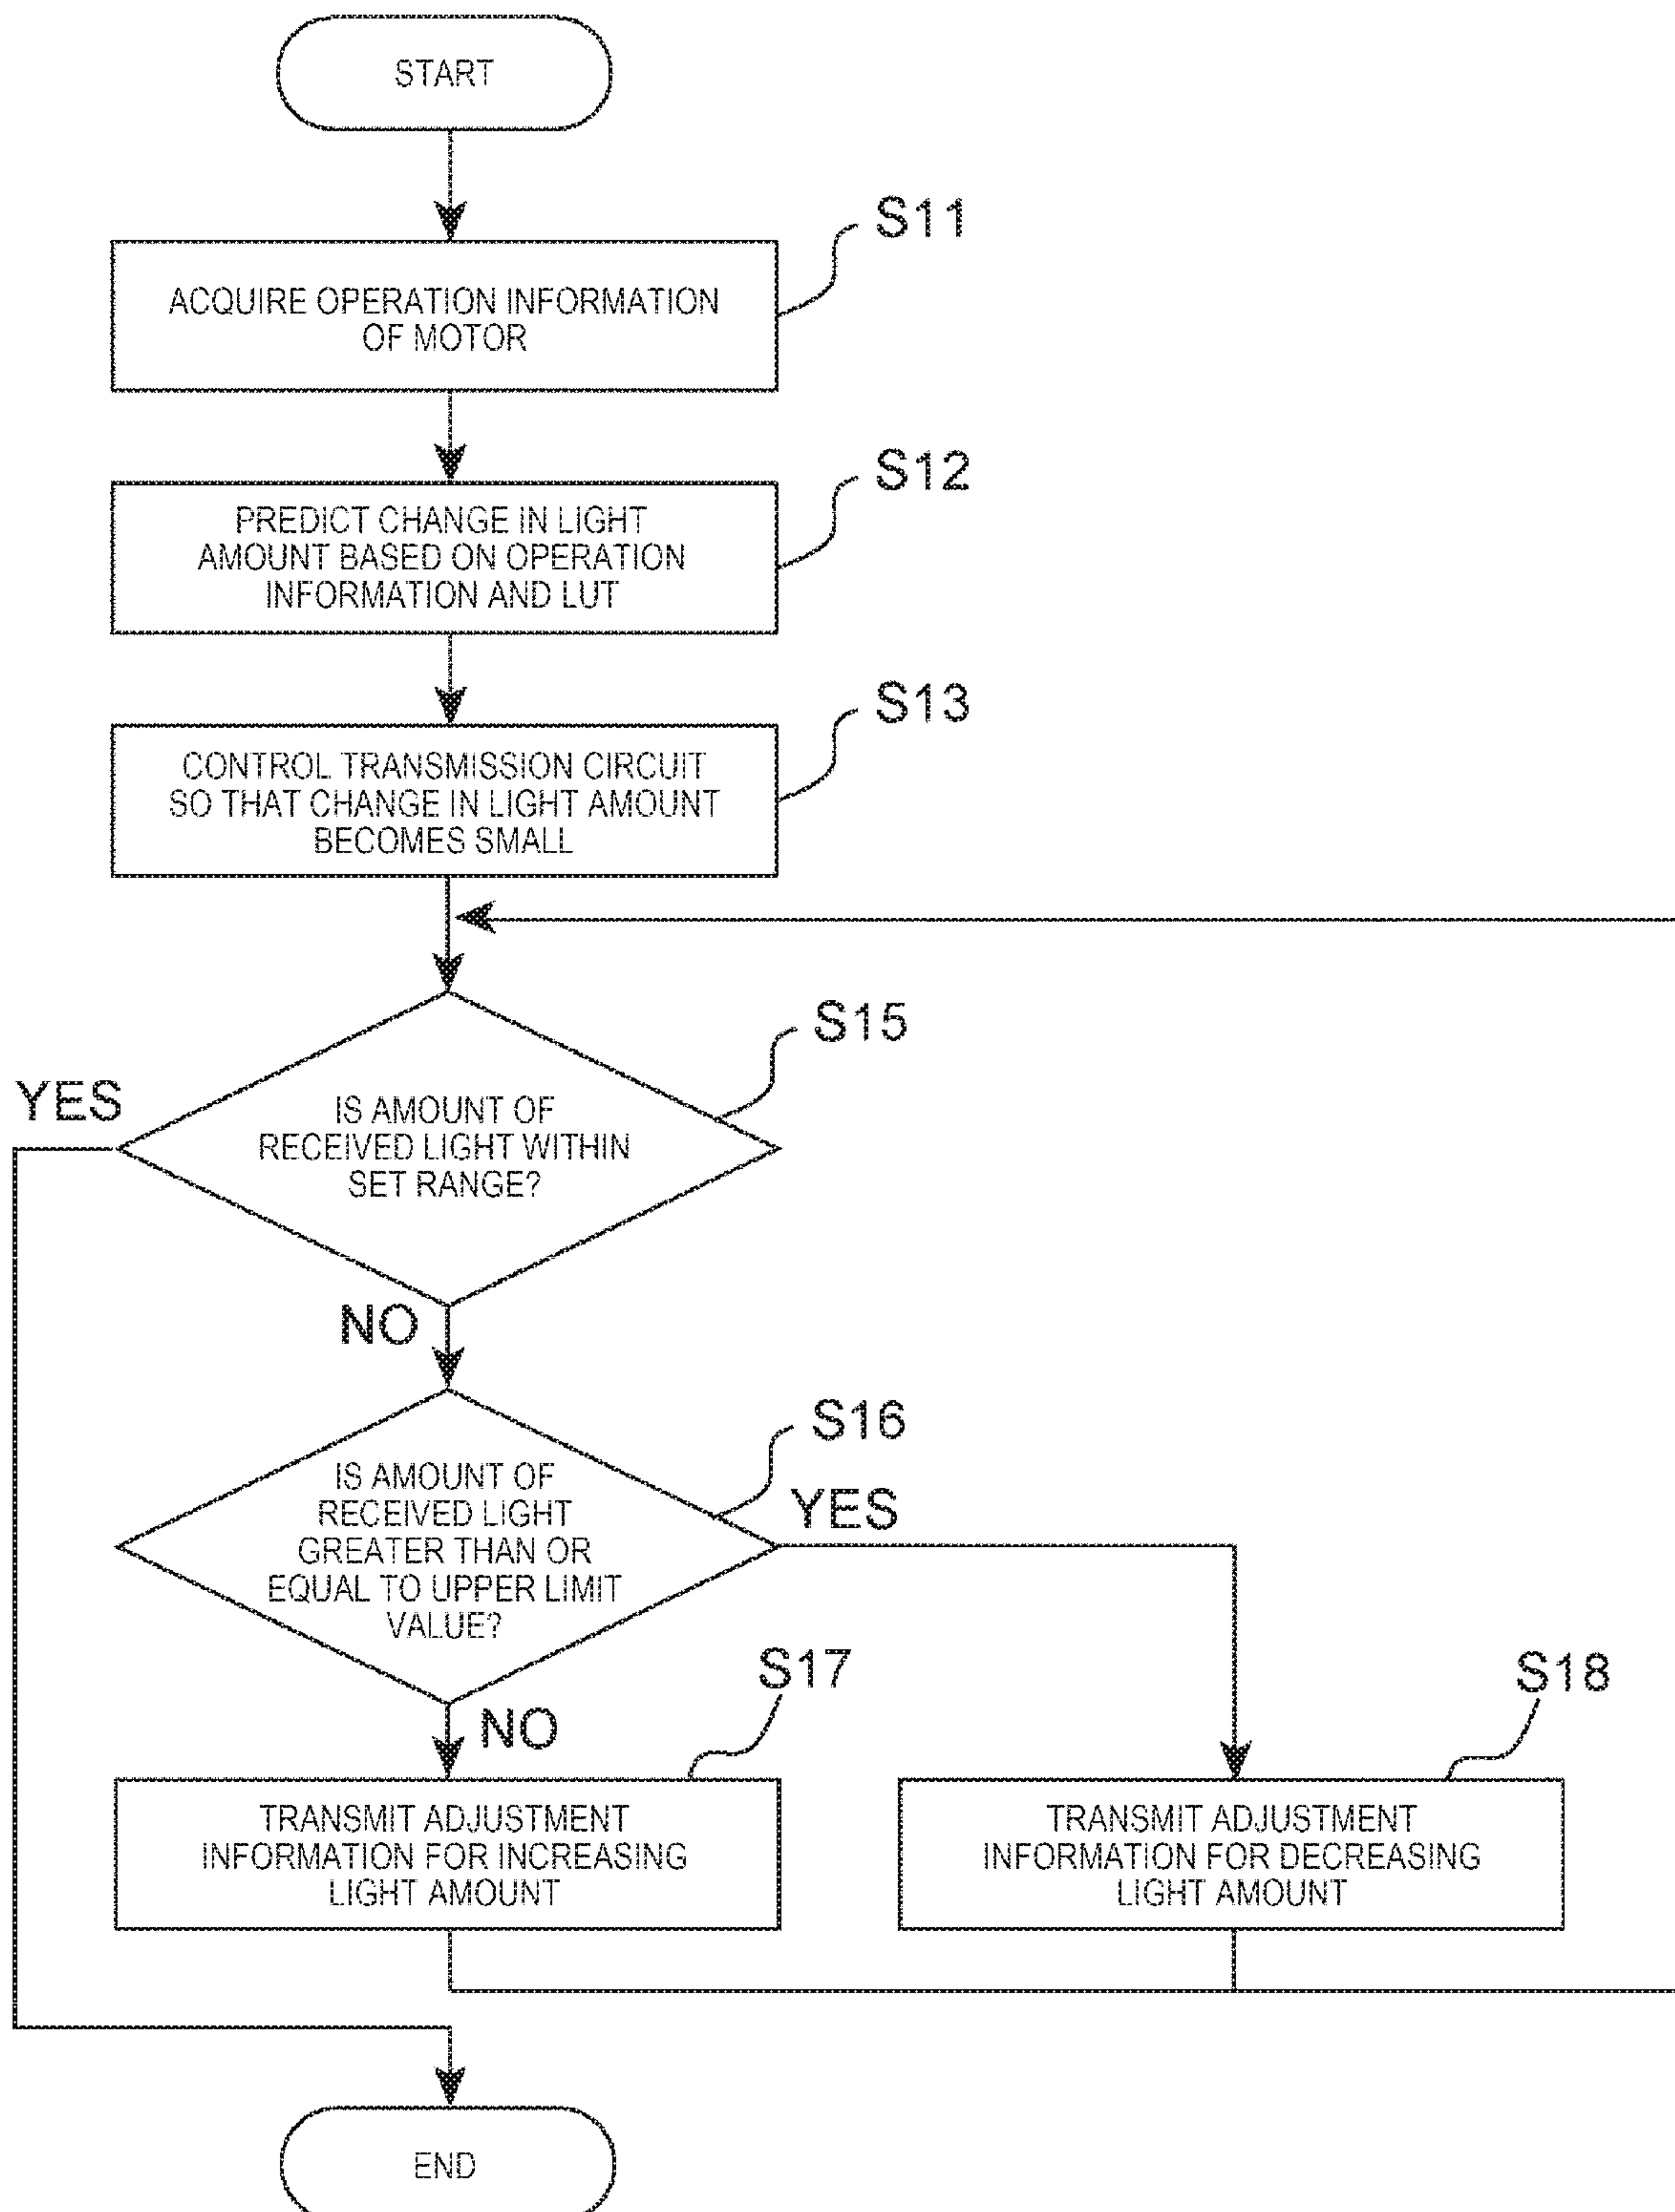 START
S11
ACQUIRE OPERATION INFORMATION
OF MOTOR
S12
PREDICT CHANGE IN LIGHT
AMOUNT BASED ON OPERATION
INFORMATION AND LUT
S13
CONTROL TRANSMISSION CIRCUIT
SO THAT CHANGE IN LIGHT AMOUNT
BECOMES SMALL
S15
YES
IS AMOUNT OF
RECEIVED LIGHT WITHIN
SET RANGE?
NO
S16
IS AMOUNT OF
RECEIVED LIGHT
GREATER THAN OR
EQUAL TO UPPER LIMIT
VALUE?
YES
NO
S17
TRANSMIT ADJUSTMENT
INFORMATION FOR INCREASING
LIGHT AMOUNT
S18
TRANSMIT ADJUSTMENT
INFORMATION FOR DECREASING
LIGHT AMOUNT
END